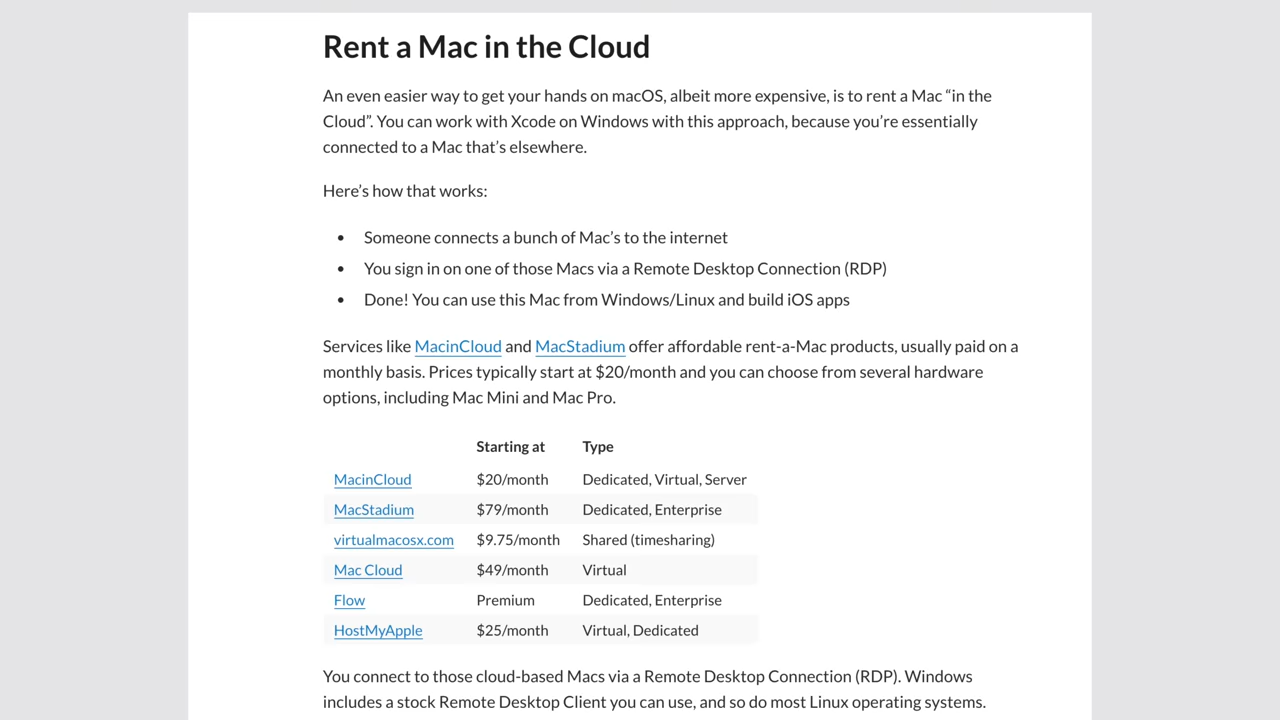 Rent a Mac in the Cloud
An even easier way to get your hands on macOS, albeit more expensive, is to rent a Mac “in the
Cloud”. You can work with Xcode on Windows with this approach, because you’re essentially
connected to a Mac that’s elsewhere.
Here’s how that works:
• Someone connects a bunch of Mac’s to the internet
• You sign in on one of those Macs via a Remote Desktop Connection (RDP)
• Done! You can use this Mac from Windows/Linux and build iOS apps
Services like MacinCloud and MacStadium offer affordable rent-a-Mac products, usually paid on a
monthly basis. Prices typically start at $20/month and you can choose from several hardware
options, including Mac Mini and Mac Pro.
Starting at Type
MacinCloud $20/month Dedicated, Virtual, Server
MacStadium $79/month Dedicated, Enterprise
virtualmacosx.com $9.75/month Shared (timesharing)
Mac Cloud $49/month Virtual
Flow Premium Dedicated, Enterprise
HostMyApple $25/month Virtual, Dedicated
You connect to those cloud-based Macs via a Remote Desktop Connection (RDP). Windows
includes a stock Remote Desktop Client you can use, and so do most Linux operating systems.